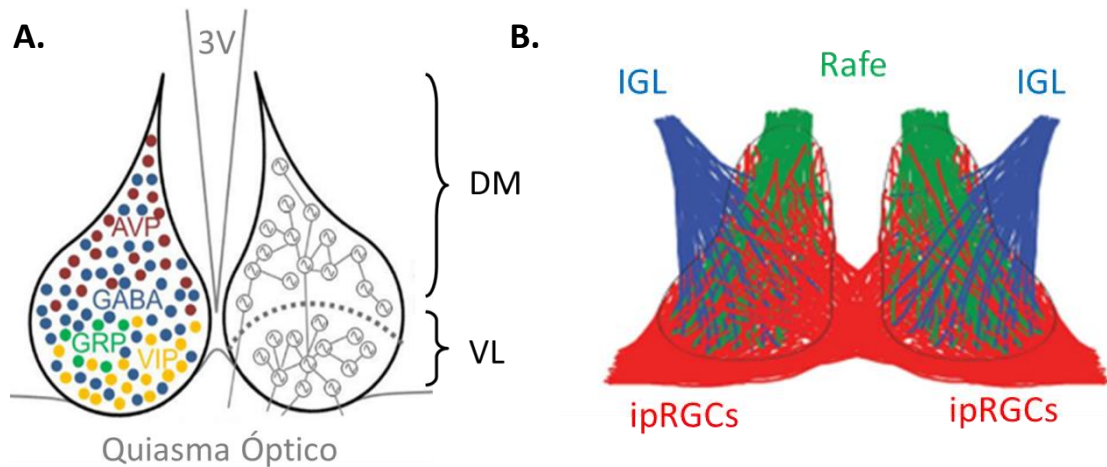 A.
3V
AVP
GABA
GRP
VIP
DM
VL
Quiasma Óptico
B.
Rafe
IGL
IGL
ipRGCs
ipRGCs